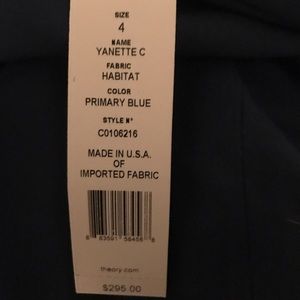 SIZE
4
NAME
YANETTE C
FABRIC
HABITAT
COLOR
PRIMARY BLUE
STYLE Nº
C0106216
MADE IN U.S.A.
OF
IMPORTED FABRIC
theory.com
$295.00